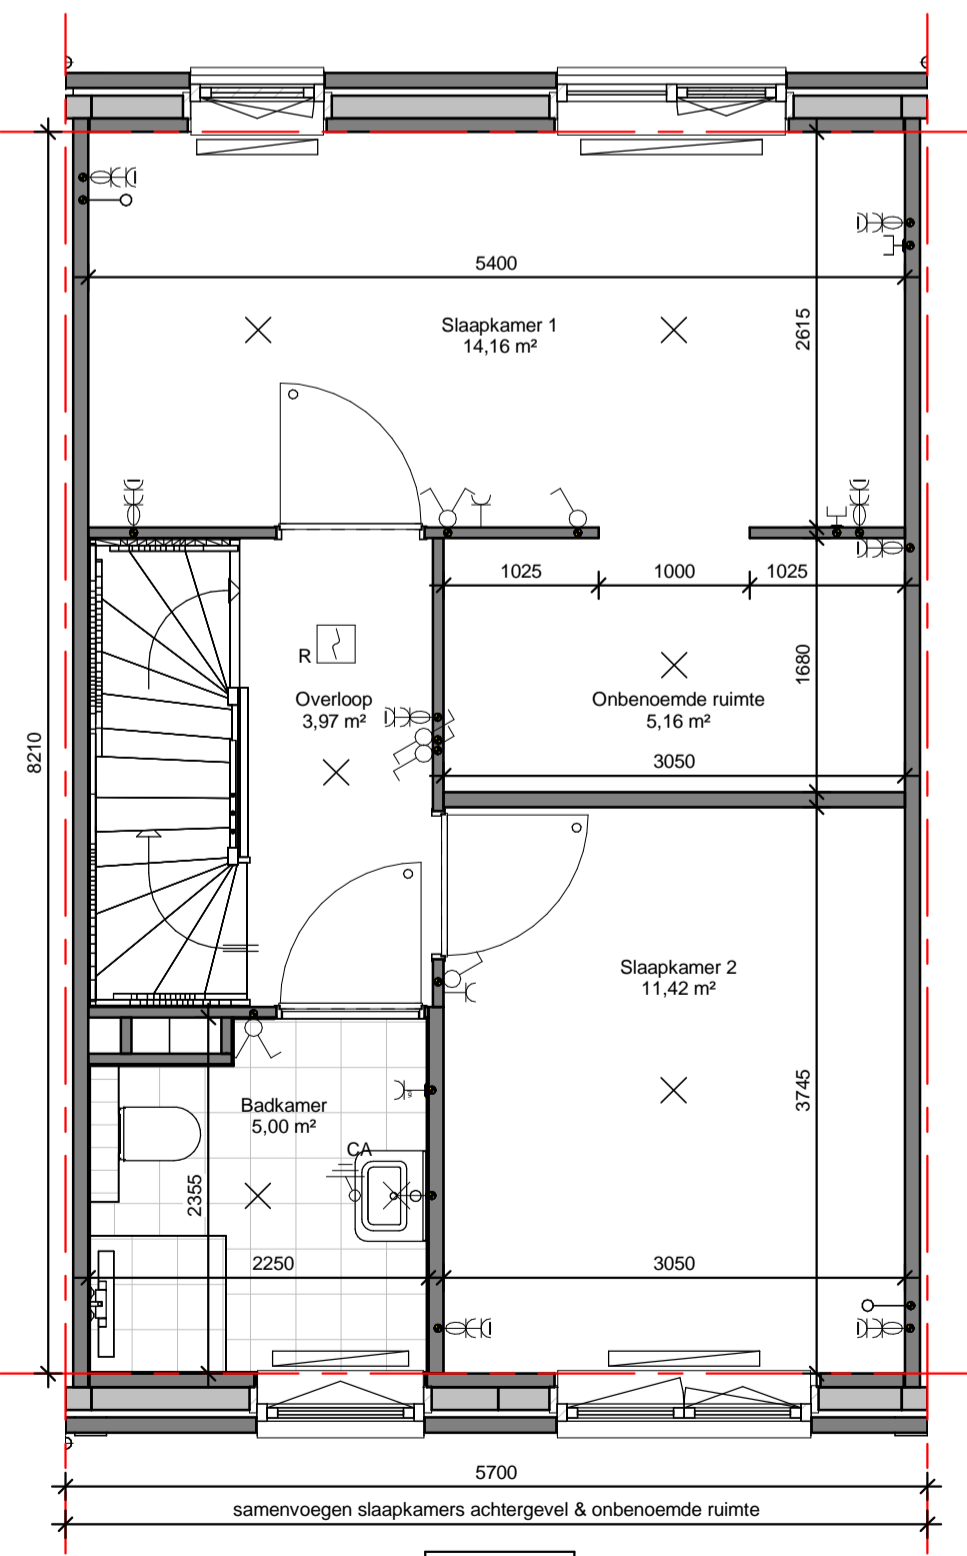 5400
Slaapkamer 1
14,16 m²
2615
1025
1000
1025
R
Overloop
3,97 m²
Onbenoemde ruimte
5,16 m²
1680
8210
3050
Slaapkamer 2
11,42 m²
Badkamer
5,00 m²
CA
3745
2355
2250
3050
5700
samenvoegen slaapkamers achtergevel & onbenoemde ruimte